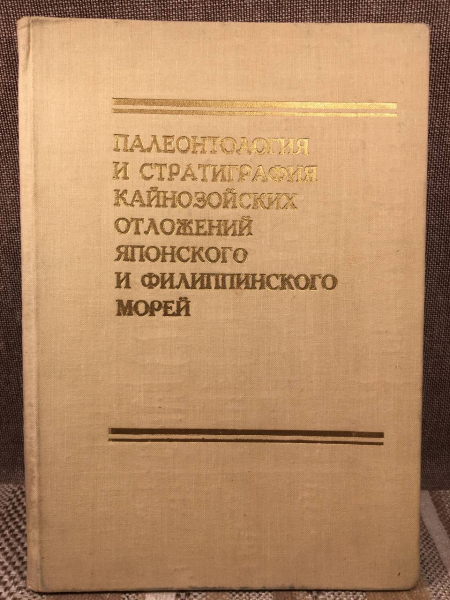 ПАЛЕОНТОЛОГИЯ
И СТРАТИГРАФИЯ
КАЙНОЗОЙСКИХ
ОТЛОЖЕНИЙ
ЯПОНСКОГО
И ФИЛИППИНСКОГО
МОРЕЙ